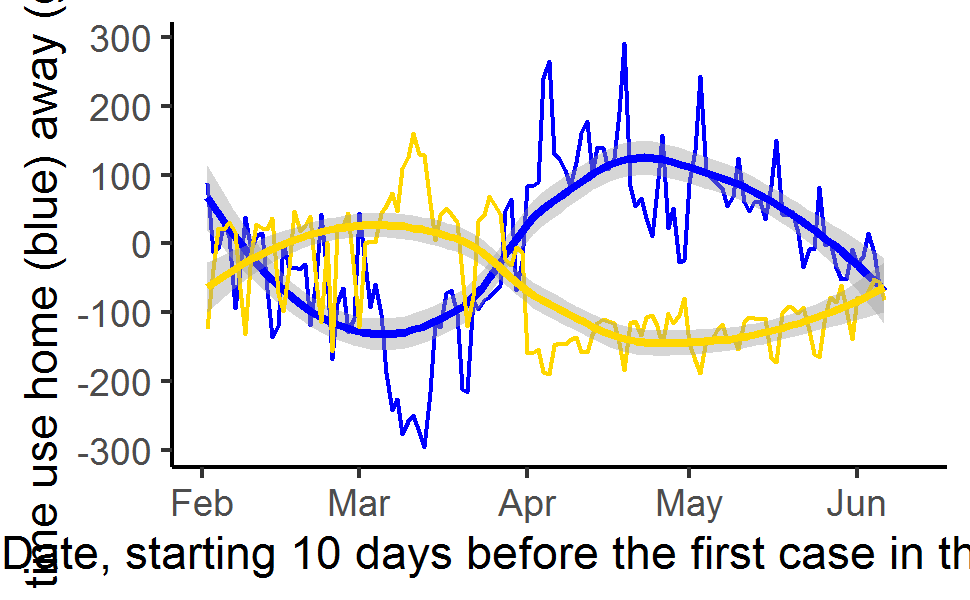 time use home (blue) away (
300
200
100
0
-100
-200
-300
Feb Mar Apr May Jun
Date, starting 10 days before the first case in th